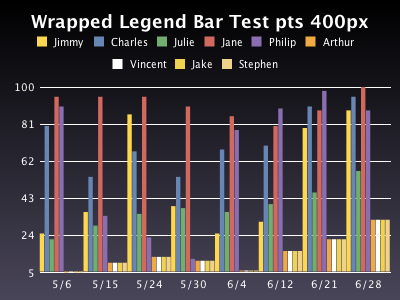 Wrapped Legend Bar Test pts 400px
Jimmy Charles Julie Jane Philip Arthur
Vincent Jake Stephen
100
81
62
43
24
5
5/6 5/15 5/24 5/30 6/4 6/12 6/21 6/28